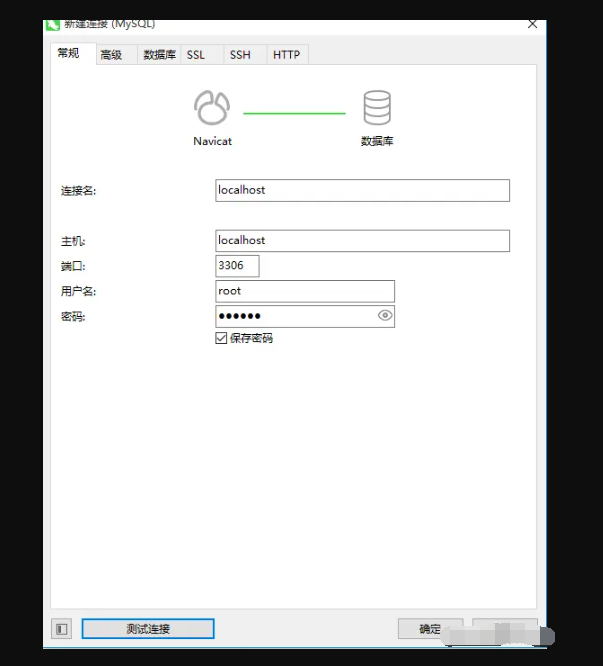 新建连接 (MySQL)
常规 高级 数据库 SSL SSH HTTP
Navicat 数据库
连接名: localhost
主机: localhost
端口: 3306
用户名: root
密码: ●●●●●●
保存密码
测试连接 确定